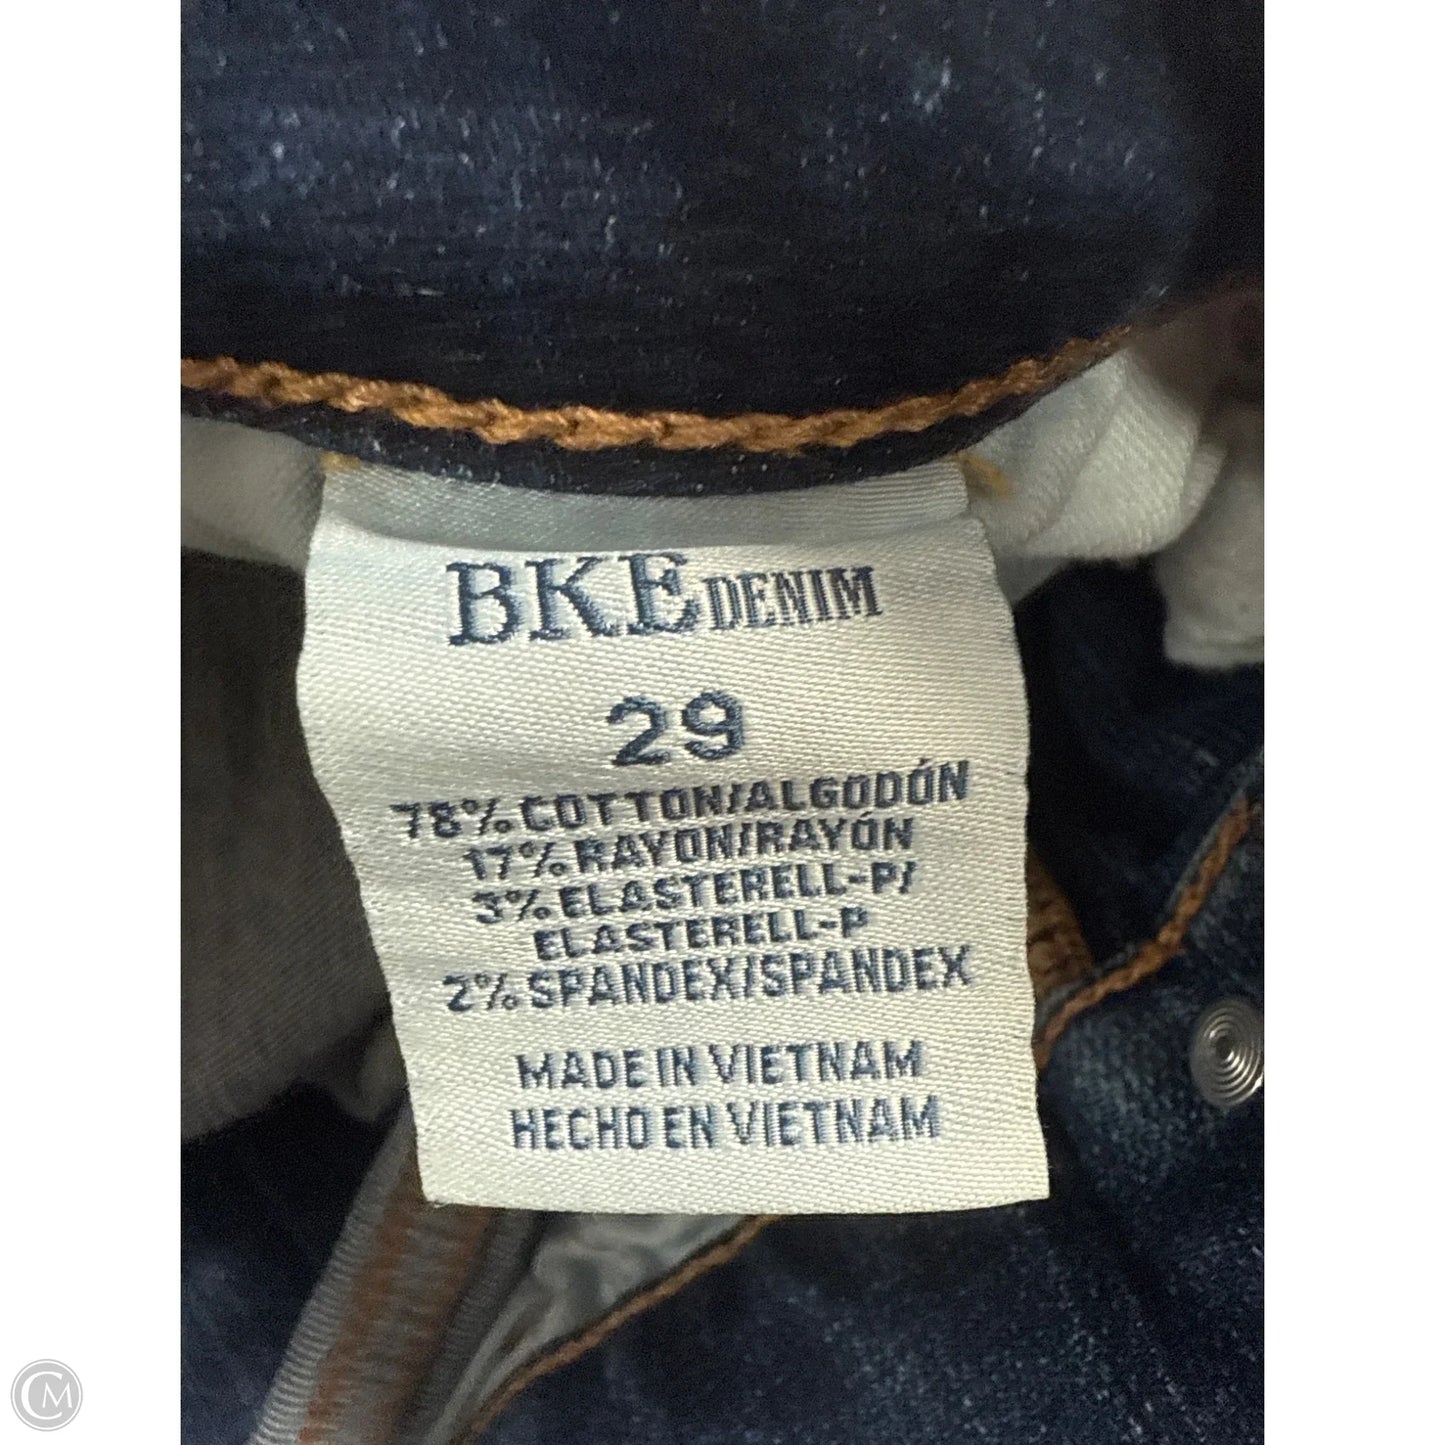 BKE DENIM
29
78% COTTON/ALGODÓN
17% RAYON/RAYÓN
3% ELASTERELL-P/
ELASTERELL-P
2% SPANDEX/SPANDEX
MADE IN VIETNAM
HECHO EN VIETNAM
CM